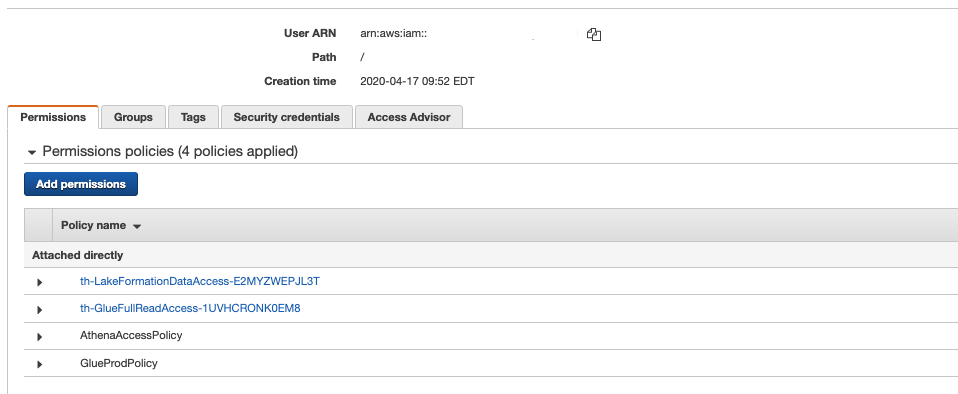 User ARN arn:aws:iam::
Path /
Creation time 2020-04-17 09:52 EDT
Permissions Groups Tags Security credentials Access Advisor
Permissions policies (4 policies applied)
Add permissions
Policy name
Attached directly
th-LakeFormationDataAccess-E2MYZWEPJL3T
th-GlueFullReadAccess-1UVHCRONK0EM8
AthenaAccessPolicy
GlueProdPolicy